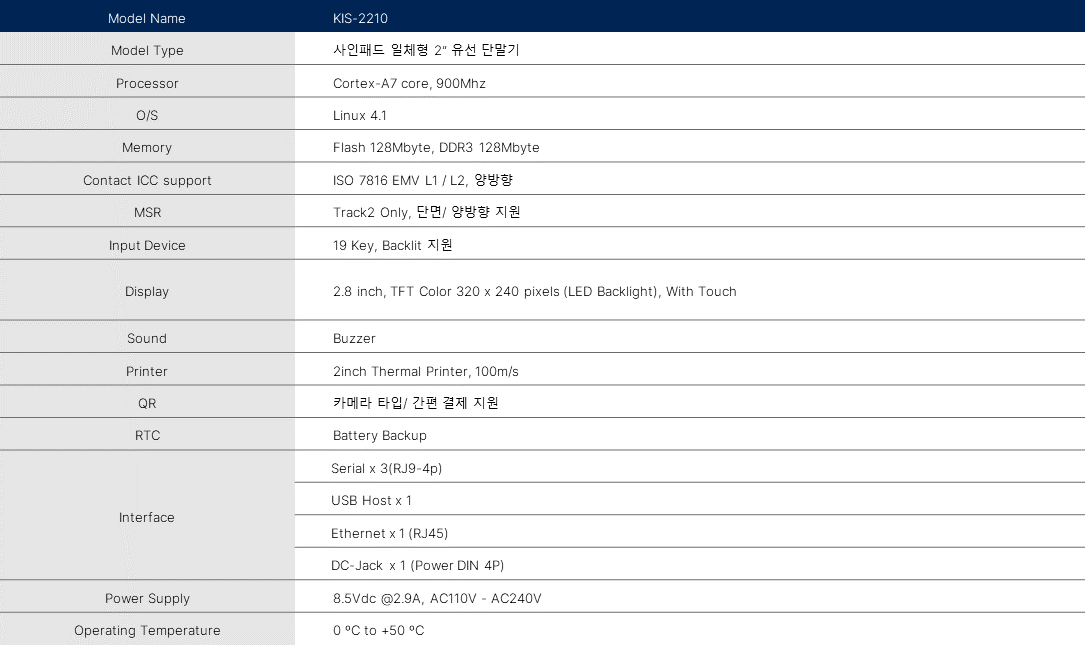 Model Name KIS-2210
Model Type 사인패드 일체형 2" 유선 단말기
Processor Cortex-A7 core, 900Mhz
O/S Linux 4.1
Memory Flash 128Mbyte, DDR3 128Mbyte
Contact ICC support ISO 7816 EMV L1 / L2, 양방향
MSR Track2 Only, 단면/ 양방향 지원
Input Device 19 Key, Backlit 지원
Display 2.8 inch, TFT Color 320 x 240 pixels (LED Backlight), With Touch
Sound Buzzer
Printer 2inch Thermal Printer, 100m/s
QR 카메라 타입/ 간편 결제 지원
RTC Battery Backup
Interface Serial x 3(RJ9-4p)
USB Host x 1
Ethernet x 1 (RJ45)
DC-Jack x 1 (Power DIN 4P)
Power Supply 8.5Vdc @2.9A, AC110V - AC240V
Operating Temperature 0 ºC to +50 ºC